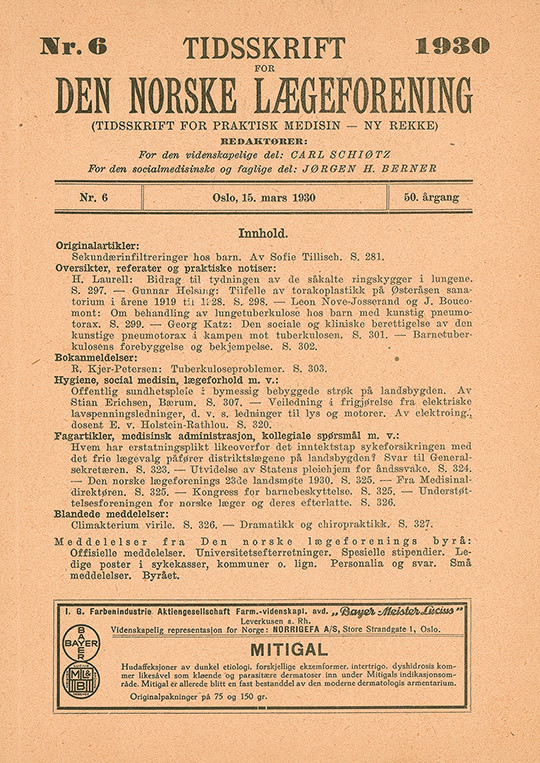 Nr. 6 TIDSSKRIFT 1930
FOR
DEN NORSKE LÆGEFORENING
(TIDSSKRIFT FOR PRAKTISK MEDISIN — NY REKKE)
REDAKTØRER:
For den videnskapelige del: CARL SCHIØTZ
For den socialmedisinske og faglige del: JØRGEN H. BERNER
Nr. 6 Oslo, 15. mars 1930 50. årgang
Innhold.
Originalartikler:
Sekundærinfiltreringer hos barn. Av Sofie Tillisch. S. 281.
Oversikter, referater og praktiske notiser:
H. Laurell: Bidrag til tydningen av de såkalte ringskygger i lungene.
S. 297. — Gunnar Helsing: Tilfelle av torakoplastikk på Østeråsen sana-
torium i årene 1919 til 1928. S. 298. — Leon Nove-Josserand og J. Bouco-
mont: Om behandling av lungetuberkulose hos barn med kunstig pneumo-
torax. S. 299. — Georg Katz: Den sociale og kliniske berettigelse av den
kunstige pneumotorax i kampen mot tuberkulosen. S. 301. — Barnetuber-
kulosens forebyggelse og bekjempelse. S. 302.
Bokanmeldelser:
R. Kjer-Petersen: Tuberkuloseproblemer. S. 303.
Hygiene, social medisin, lægeforhold m. v.:
Offentlig sundhetspleie i bymessig bebyggede strøk på landsbygden. Av
Stian Erichsen, Bærum. S. 307. — Veiledning i frigjørelse fra elektriske
lavspenningsledninger, d. v. s. ledninger til lys og motorer. Av elektroing.,
dosent E. v. Holstein-Rathlou. S. 320.
Fagartikler, medisinsk administrasjon, kollegiale spørsmål m. v.:
Hvem har erstatningsplikt likeoverfor det inntektstap sykeforsikringen med
det frie lægevalg påfører distriktslægene på landsbygden? Svar til General-
sekretæren. S. 323. — Utvidelse av Statens pleiehjem for åndssvake. S. 324.
— Den norske lægeforenings 23de landsmøte 1930. S. 325. — Fra Medisinal-
direktøren. S. 325. — Kongress for barnebeskyttelse. S. 325. — Understøt-
telsesforeningen for norske læger og deres efterlatte. S. 326.
Blandede meddelelser:
Climakterium virile. S. 326. — Dramatikk og chiropraktikk. S. 327.
Meddelelser fra Den norske lægeforenings byrå:
Offisielle meddelelser. Universitetsefterretninger. Spesielle stipendier. Le-
dige poster i sykekasser, kommuner o. lign. Personalia og svar. Små
meddelelser. Byrået.
I. G. Farbenindustrie Aktiengesellschaft Farm.-videnskapl. avd. „Bayer-Meister Lucius"
Leverkusen a. Rh.
Videnskapelig representasjon for Norge: NORRIGEFA A/S, Store Strandgate 1, Oslo.
BAYER
BAYER
MITIGAL
Hudaffeksjoner av dunkel etiologi, forskjellige ekzemformer, intertrigo, dyshidrosis kom-
mer likesåvel som kløende og parasitære dermatoser inn under Mitigals indikasjonsom-
råde. Mitigal er allerede blitt en fast bestanddel av den moderne dermatologis armentarium.
Originalpakninger på 75 og 150 gr.